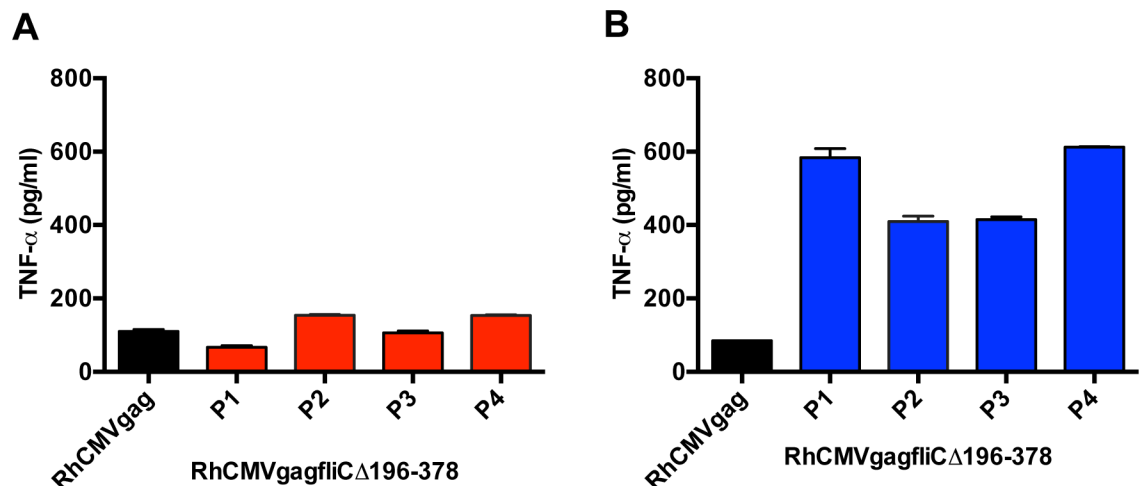 A
TNF-α (pg/ml)
800
600
400
200
0
RhCMVgag
P1
P2
P3
P4
RhCMVgagfliCΔ196-378
B
TNF-α (pg/ml)
800
600
400
200
0
RhCMVgag
P1
P2
P3
P4
RhCMVgagfliCΔ196-378